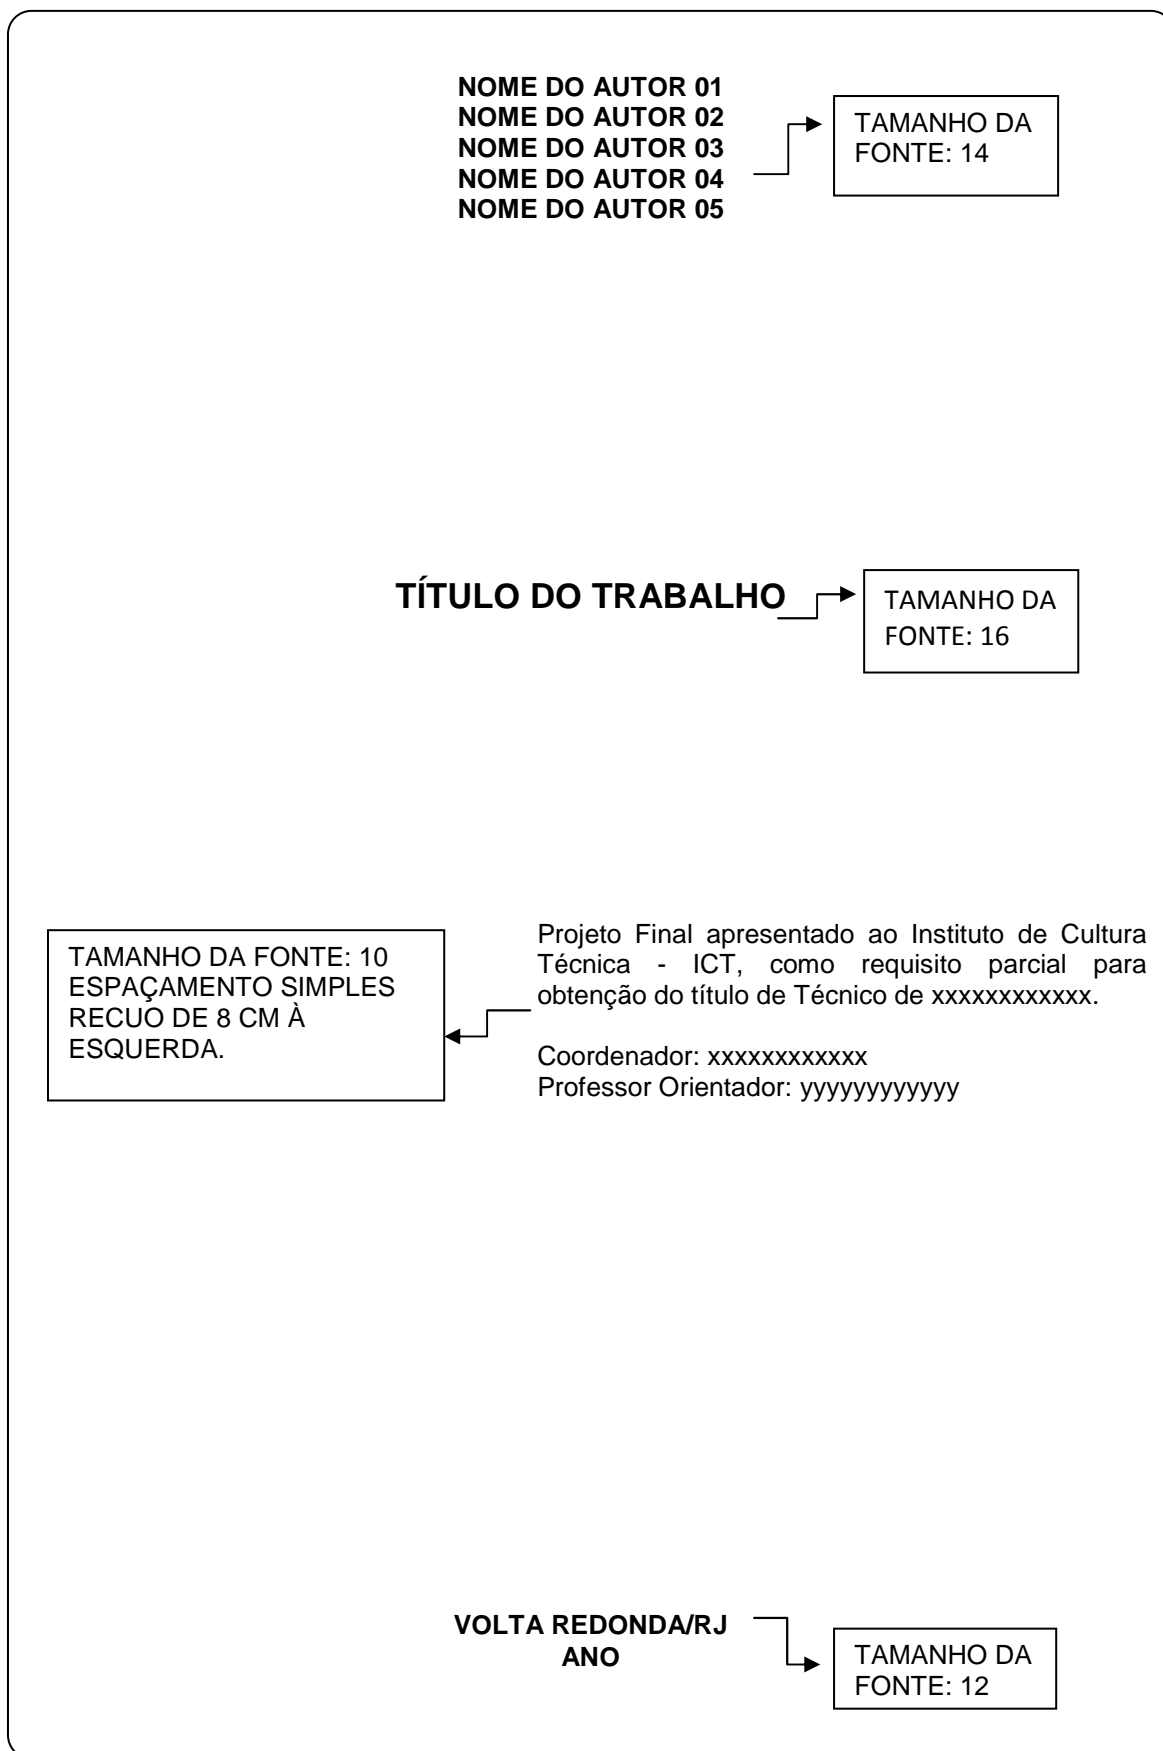 NOME DO AUTOR 01
NOME DO AUTOR 02
NOME DO AUTOR 03
NOME DO AUTOR 04
NOME DO AUTOR 05
TAMANHO DA
FONTE: 14
TÍTULO DO TRABALHO
TAMANHO DA
FONTE: 16
TAMANHO DA FONTE: 10
ESPAÇAMENTO SIMPLES
RECUO DE 8 CM À
ESQUERDA.
Projeto Final apresentado ao Instituto de Cultura
Técnica - ICT, como requisito parcial para
obtenção do título de Técnico de xxxxxxxxxxxx.
Coordenador: xxxxxxxxxxxx
Professor Orientador: yyyyyyyyyyyy
VOLTA REDONDA/RJ
ANO
TAMANHO DA
FONTE: 12